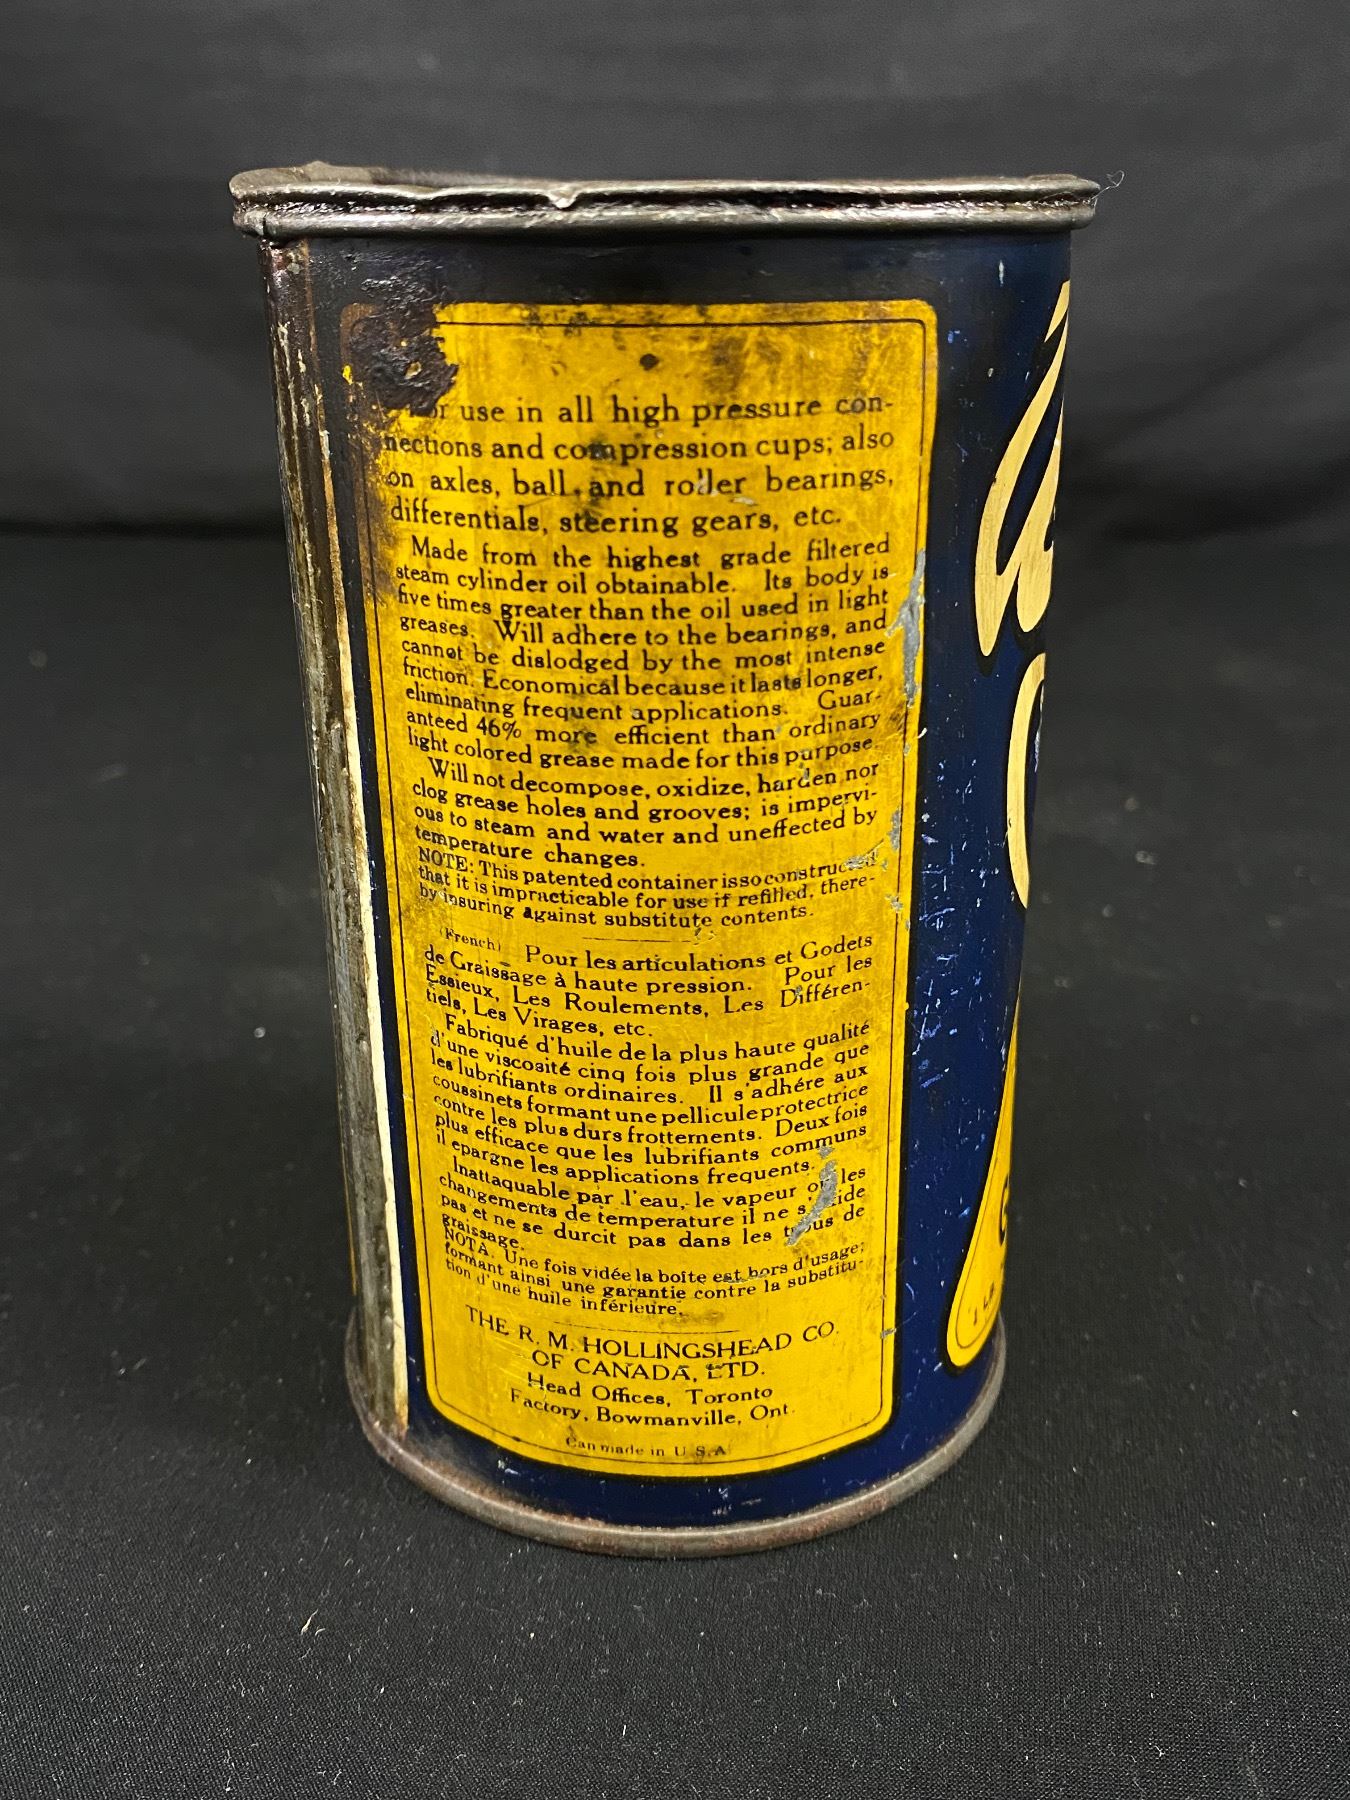 For use in all high pressure con-
nections and compression cups; also
on axles, ball and roller bearings,
differentials, steering gears, etc.
Made from the highest grade filtered
steam cylinder oil obtainable. Its body is
five times greater than the oil used in light
greases. Will adhere to the bearings, and
cannot be dislodged by the most intense
friction. Economical because it lasts longer,
eliminating frequent applications. Guar-
anteed 46% more efficient than ordinary
light colored grease made for this purpose.
Will not decompose, oxidize, harden nor
clog grease holes and grooves; is impervi-
ous to steam and water and uneffected by
temperature changes.
NOTE: This patented container is so constructed
that it is impracticable for use if refilled, there-
by insuring against substitute contents.
(French) Pour les articulations et Godets
de Graissage à haute pression. Pour les
Essieux, Les Roulements, Les Différen-
tiels, Les Virages, etc.
Fabriqué d'huile de la plus haute qualité
d'une viscosité cinq fois plus grande que
les lubrifiants ordinaires. Il s'adhére aux
coussinets formant une pellicule protectrice
contre les plus durs frottements. Deux fois
plus efficace que les lubrifiants communs
il epargne les applications frequents.
Inattaquable par l'eau, le vapeur ou les
changements de temperature il ne
pas et ne se durcit pas dans les trous de
graissage.
NOTA. Une fois vidée la boîte est hors d'usage;
formant ainsi une garantie contre la substitu-
tion d'une huile inférieure.
THE R. M. HOLLINGSHEAD CO.
OF CANADA, LTD.
Head Offices, Toronto
Factory, Bowmanville, Ont.
Can made in U.S.A.